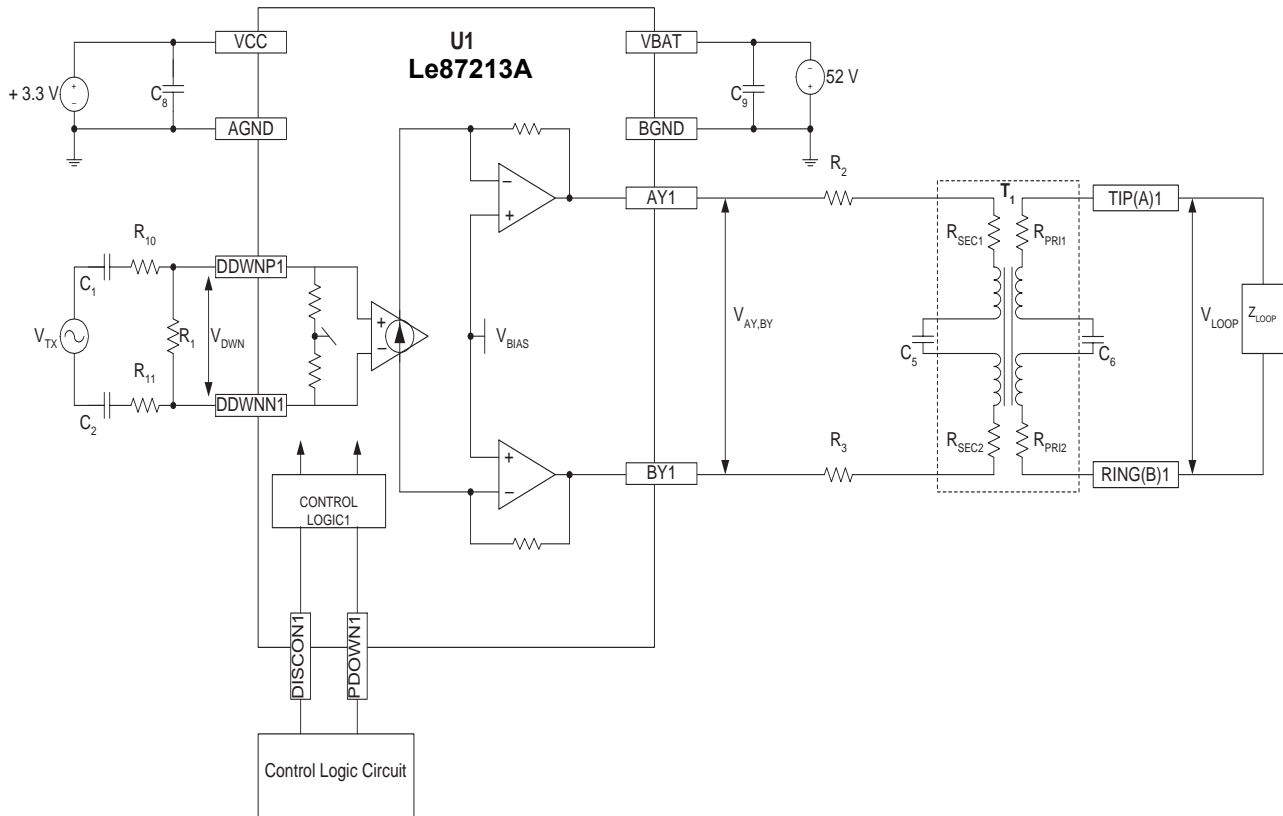 VCC
U1
VBAT
Le87213A
+ 3.3 V
+
−
C8
C9
−
+
52 V
AGND
BGND
R2
−
AY1
T1
TIP(A)1
+
R10
RSEC1
RPRI1
C1
DDWNP1
VTX
R1
VDWN
+
−
VBIAS
VAY,BY
VLOOP
ZLOOP
C5
C6
R11
C2
DDWNN1
R3
RSEC2
RPRI2
+
−
BY1
RING(B)1
CONTROL
LOGIC1
DISCON1
PDOWN1
Control Logic Circuit